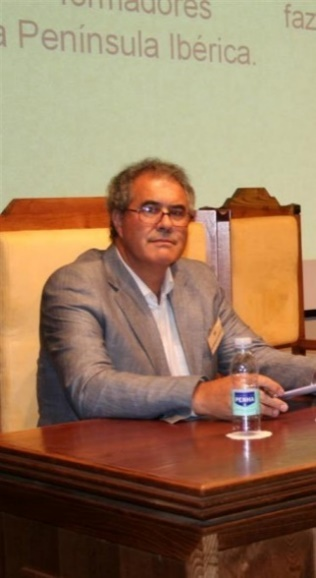 formadores
faz
a Península Ibérica.